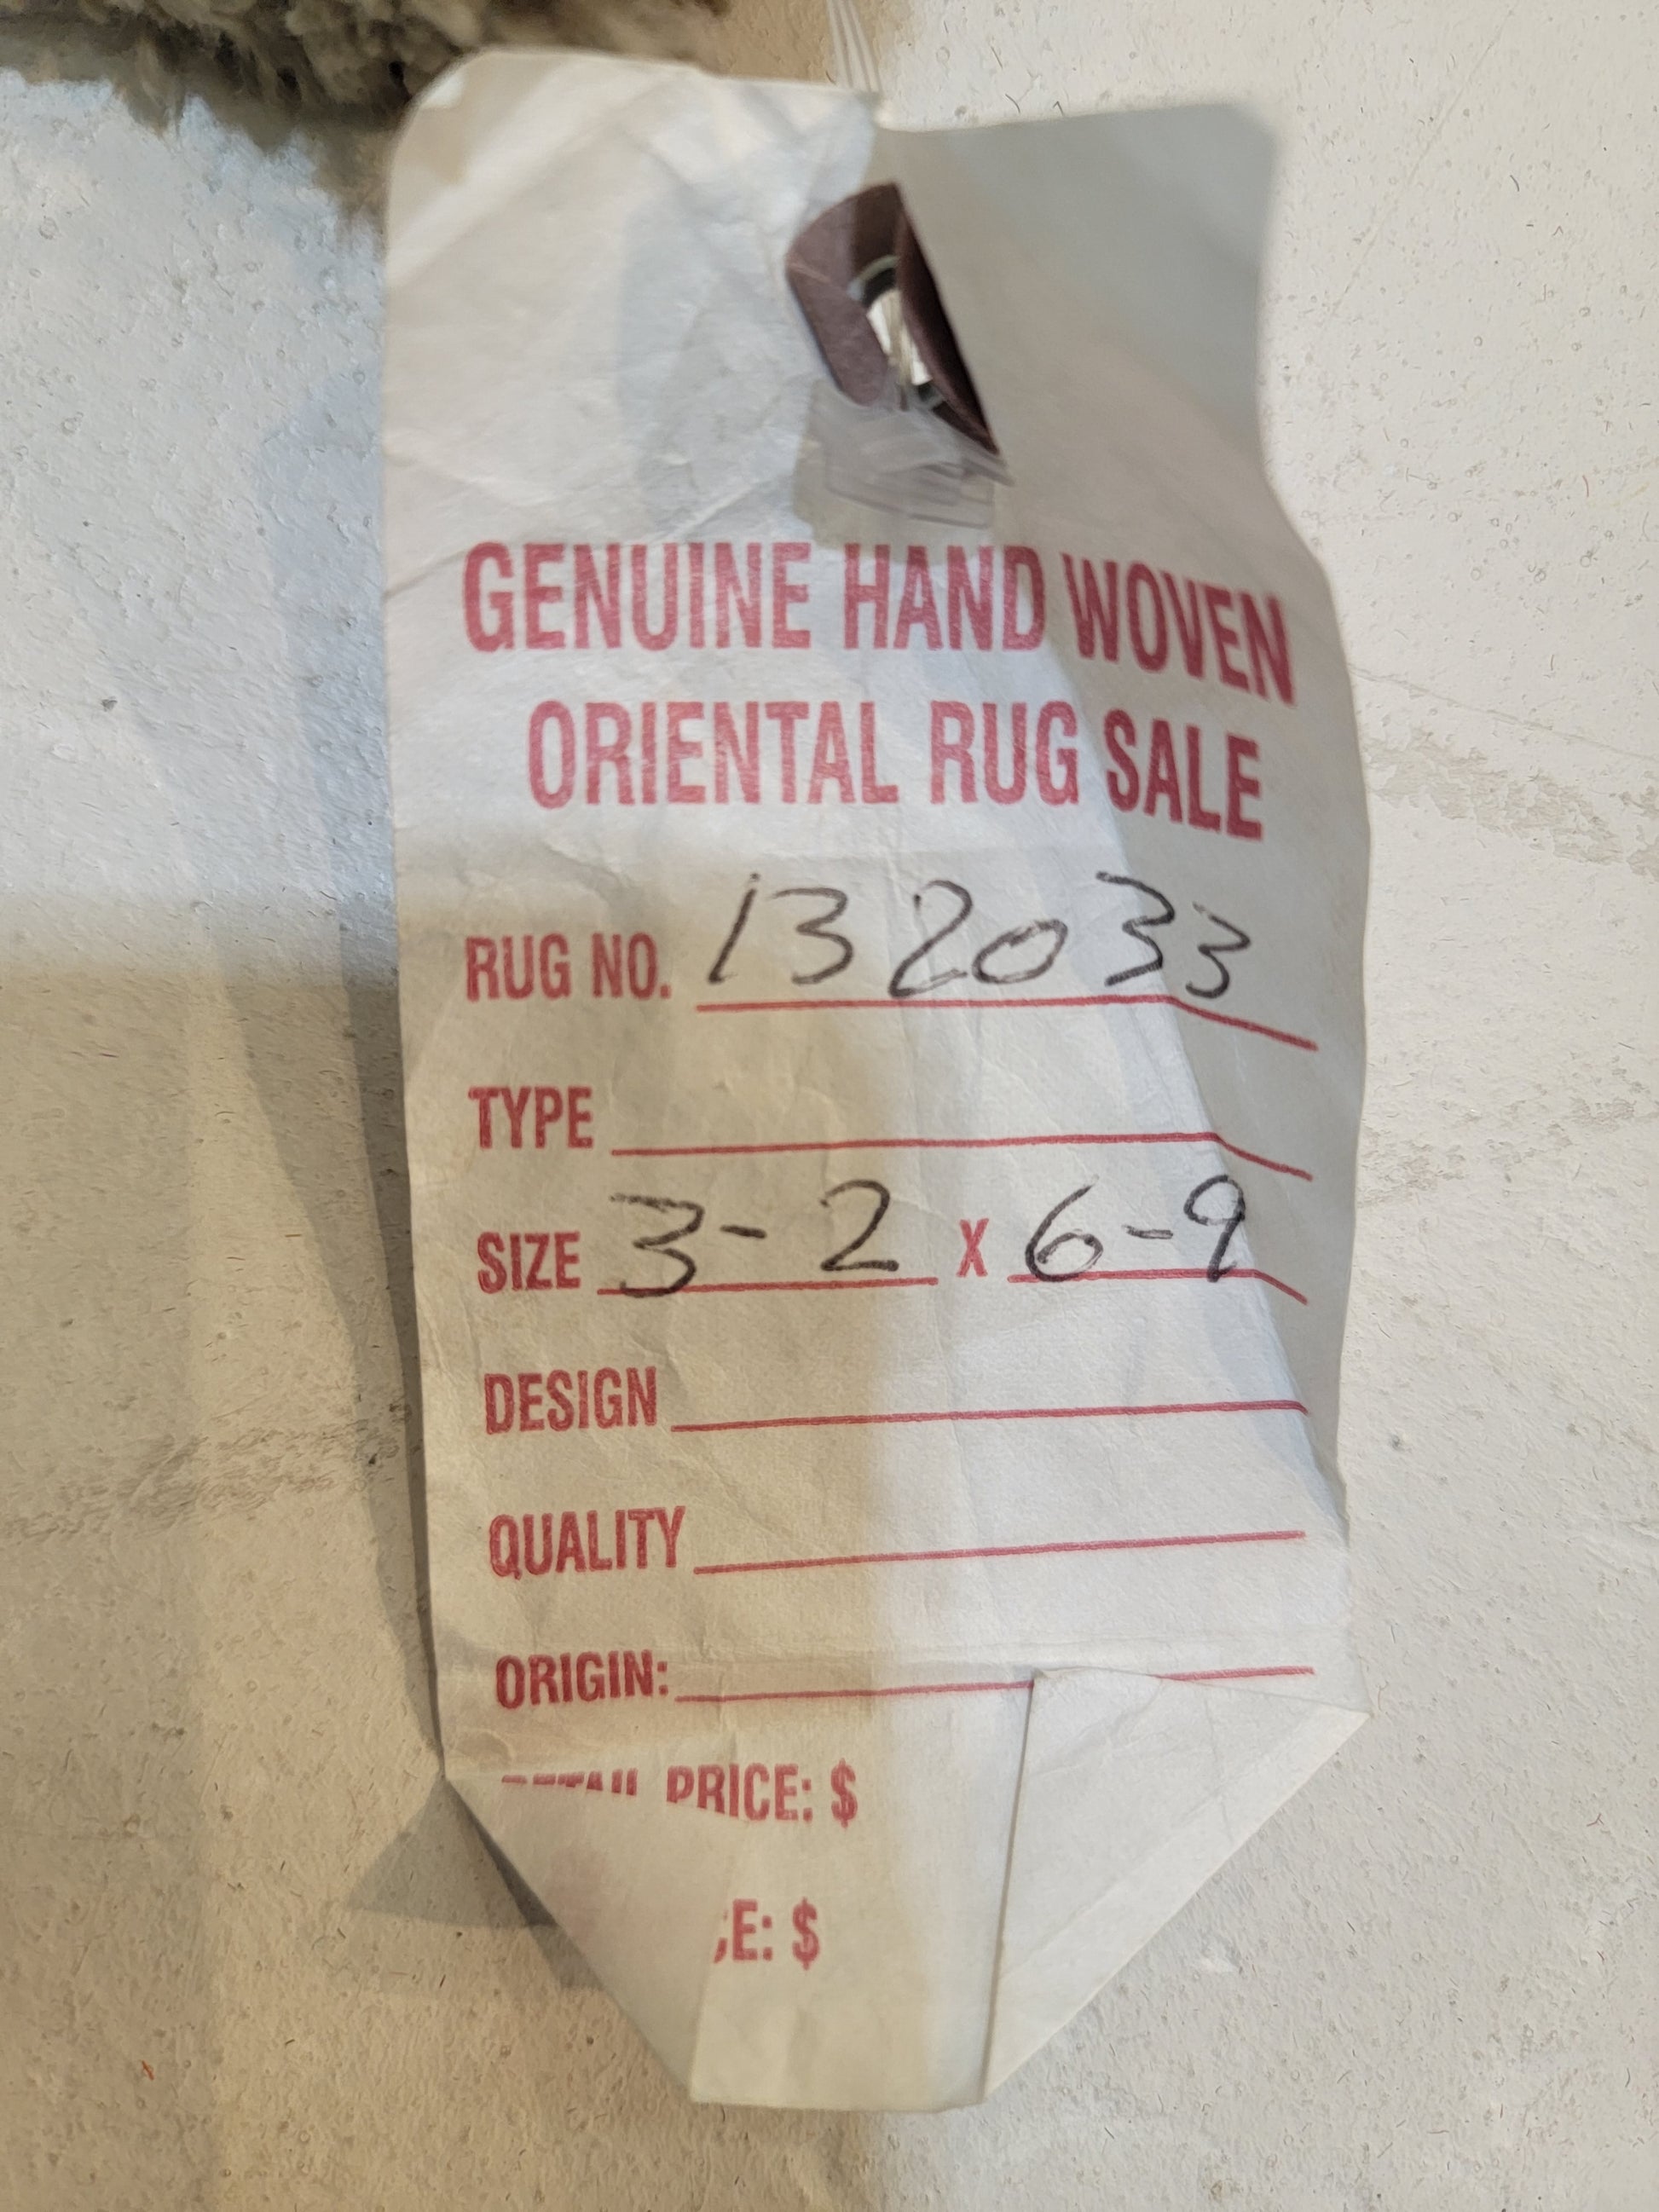 GENUINE HAND WOVEN
ORIENTAL RUG SALE
RUG NO. 132033
TYPE
SIZE 3-2 X 6-9
DESIGN
QUALITY
ORIGIN:
PRICE: $
E: $